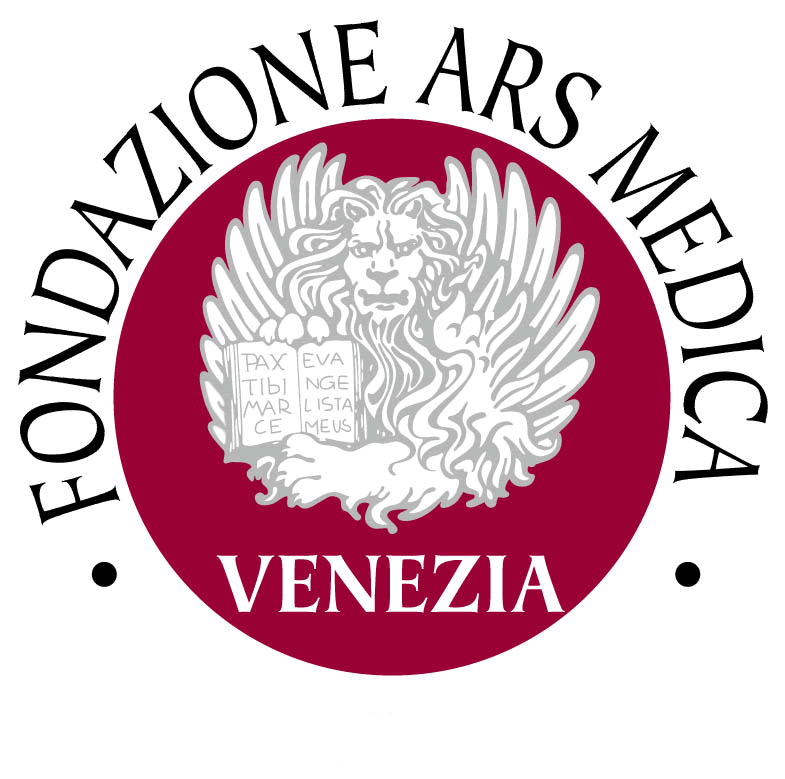 FONDAZIONE ARS MEDICA
PAX
TIBI
MAR
CE
EVA
NGE
LISTA
MEUS
VENEZIA